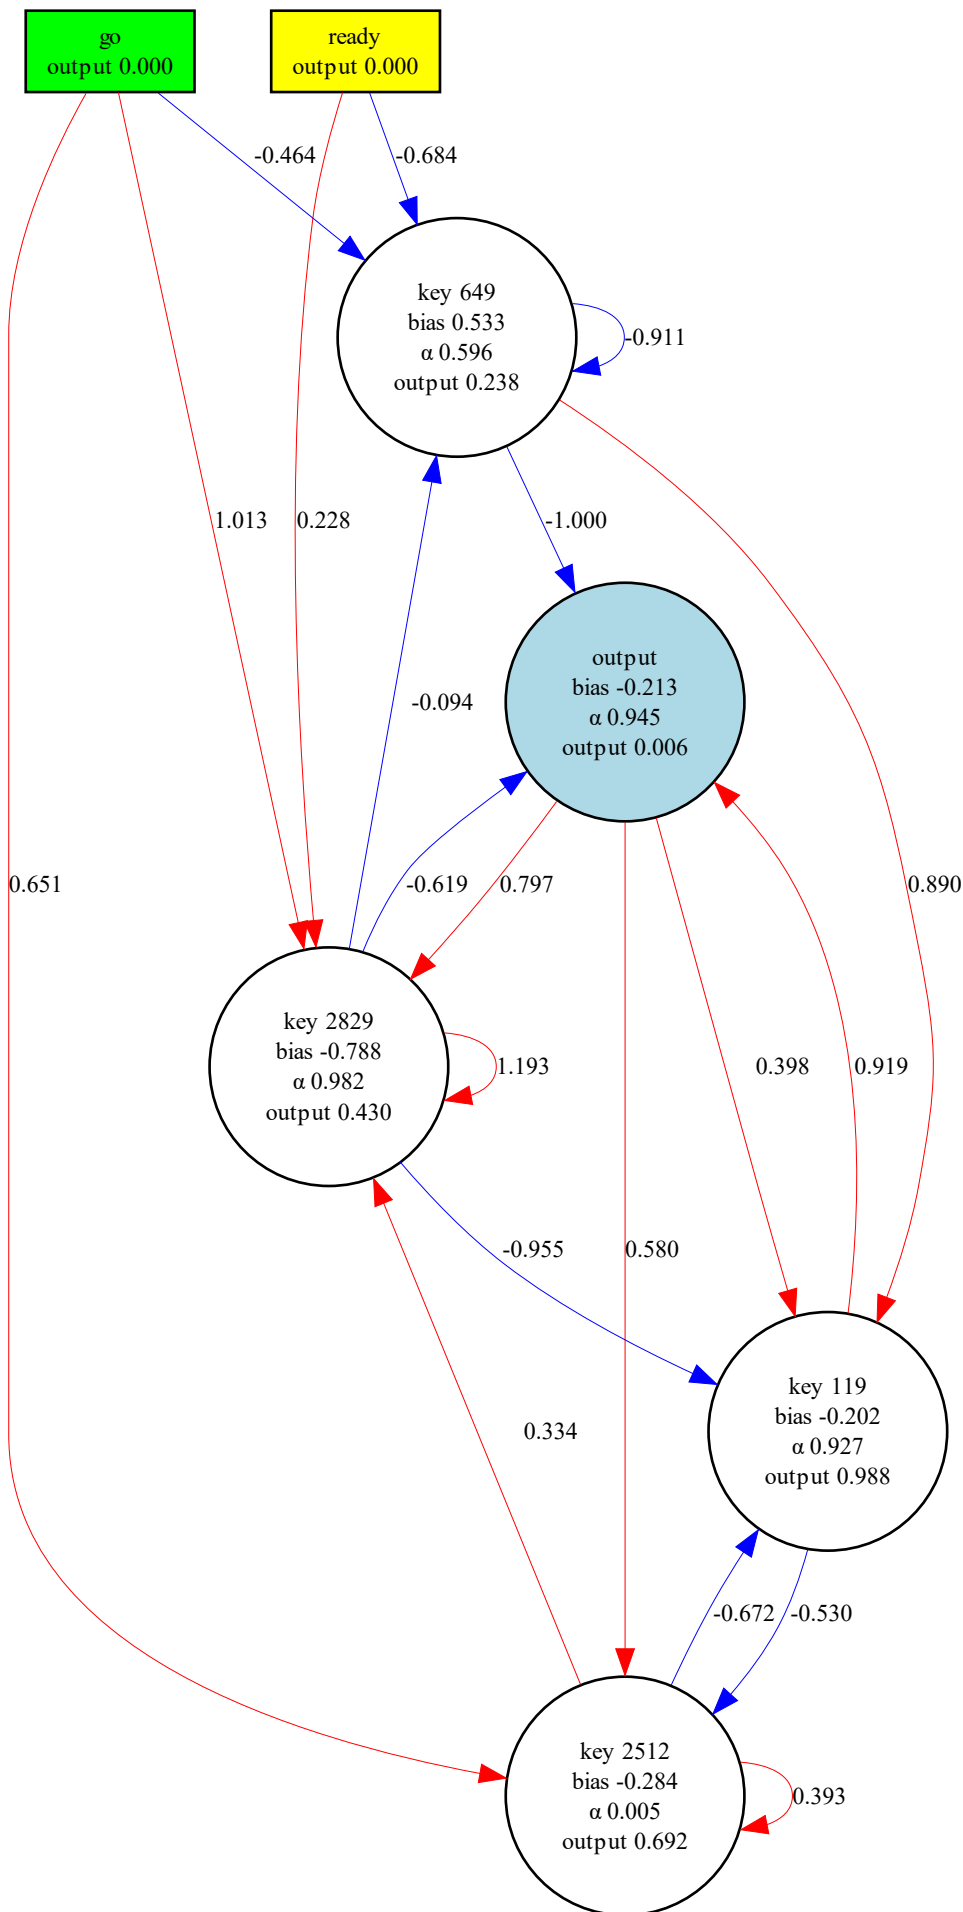 go
output 0.000
ready
output 0.000
-0.464
-0.684
key 649
bias 0.533
α 0.596
output 0.238
-0.911
1.013
0.228
-1.000
output
bias -0.213
α 0.945
output 0.006
-0.094
0.651
-0.619
0.797
0.890
key 2829
bias -0.788
α 0.982
output 0.430
1.193
0.398
0.919
-0.955
0.580
key 119
bias -0.202
α 0.927
output 0.988
0.334
-0.672
-0.530
key 2512
bias -0.284
α 0.005
output 0.692
0.393